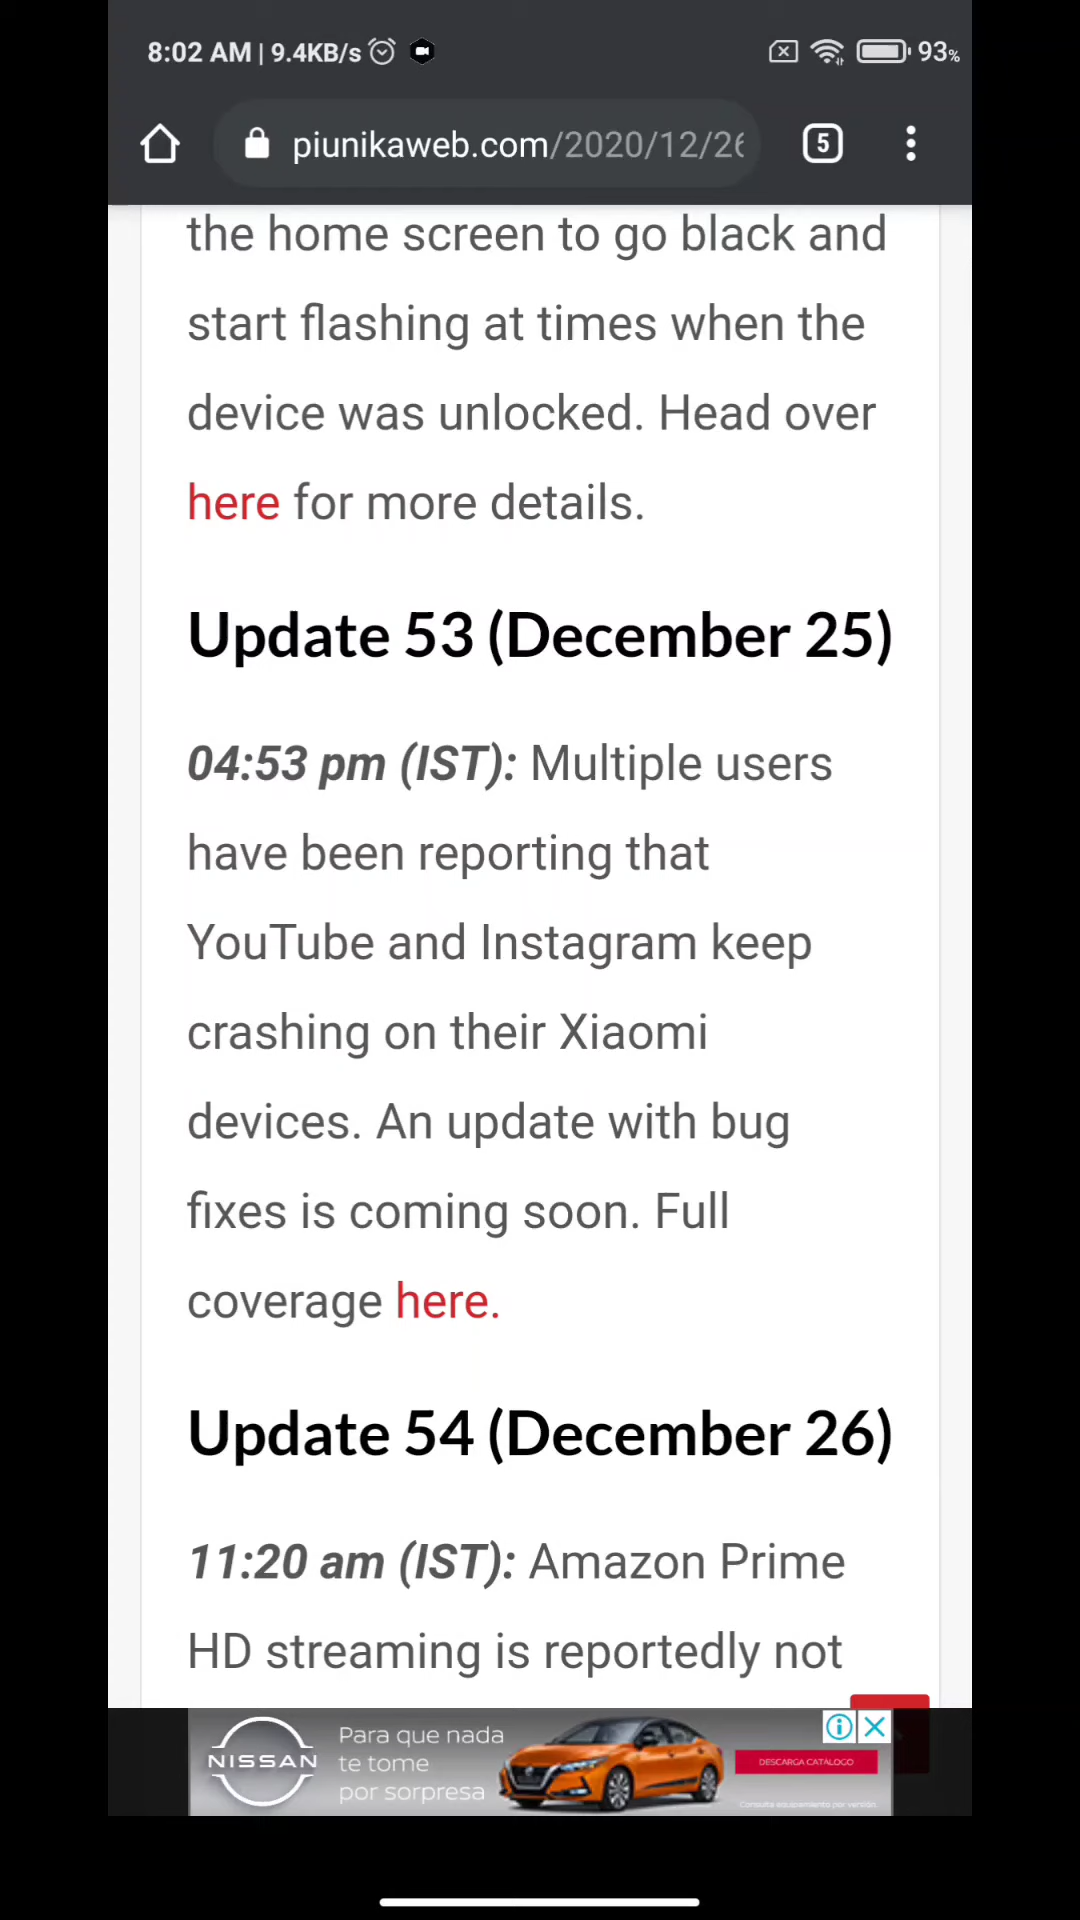 8:02 AM | 9.4KB/s 93%
piunikaweb.com/2020/12/26 5
the home screen to go black and
start flashing at times when the
device was unlocked. Head over
here for more details.
Update 53 (December 25)
04:53 pm (IST): Multiple users
have been reporting that
YouTube and Instagram keep
crashing on their Xiaomi
devices. An update with bug
fixes is coming soon. Full
coverage here.
Update 54 (December 26)
11:20 am (IST): Amazon Prime
HD streaming is reportedly not
NISSAN
Para que nada
te tome
por sorpresa
DESCARGA CATÁLOGO
Consulta equipamiento por versión.